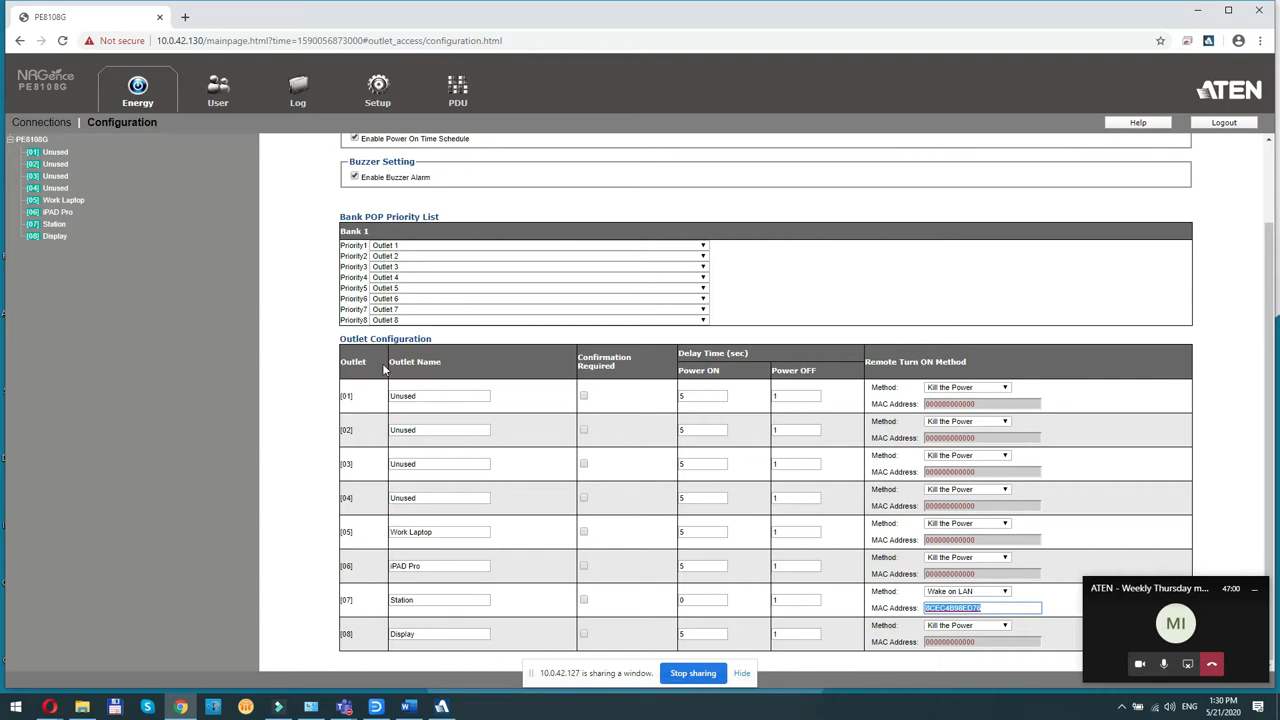 PE8108G
Not secure | 10.0.42.130/mainpage.html?time=1590056873000#outlet_access/configuration.html
NRGence
PE8108G
Energy
User
Log
Setup
PDU
ATEN
Connections | Configuration
Help
Logout
PE8108G
[01] Unused
[02] Unused
[03] Unused
[04] Unused
[05] Work Laptop
[06] iPAD Pro
[07] Station
[08] Display
Enable Power On Time Schedule
Buzzer Setting
Enable Buzzer Alarm
Bank POP Priority List
Bank 1
Priority1 Outlet 1
Priority2 Outlet 2
Priority3 Outlet 3
Priority4 Outlet 4
Priority5 Outlet 5
Priority6 Outlet 6
Priority7 Outlet 7
Priority8 Outlet 8
Outlet Configuration
Outlet Outlet Name Confirmation Required Delay Time (sec) Power ON Power OFF Remote Turn ON Method
[01] Unused 5 1 Method: Kill the Power
MAC Address: 000000000000
[02] Unused 5 1 Method: Kill the Power
MAC Address: 000000000000
[03] Unused 5 1 Method: Kill the Power
MAC Address: 000000000000
[04] Unused 5 1 Method: Kill the Power
MAC Address: 000000000000
[05] Work Laptop 5 1 Method: Kill the Power
MAC Address: 000000000000
[06] iPAD Pro 5 1 Method: Kill the Power
MAC Address: 000000000000
[07] Station 0 1 Method: Wake on LAN
MAC Address: 8CEC4B98ED76
[08] Display 5 1 Method: Kill the Power
MAC Address: 000000000000
ATEN - Weekly Thursday m... 47:00
MI
10.0.42.127 is sharing a window. Stop sharing Hide
ENG
1:30 PM
5/21/2020